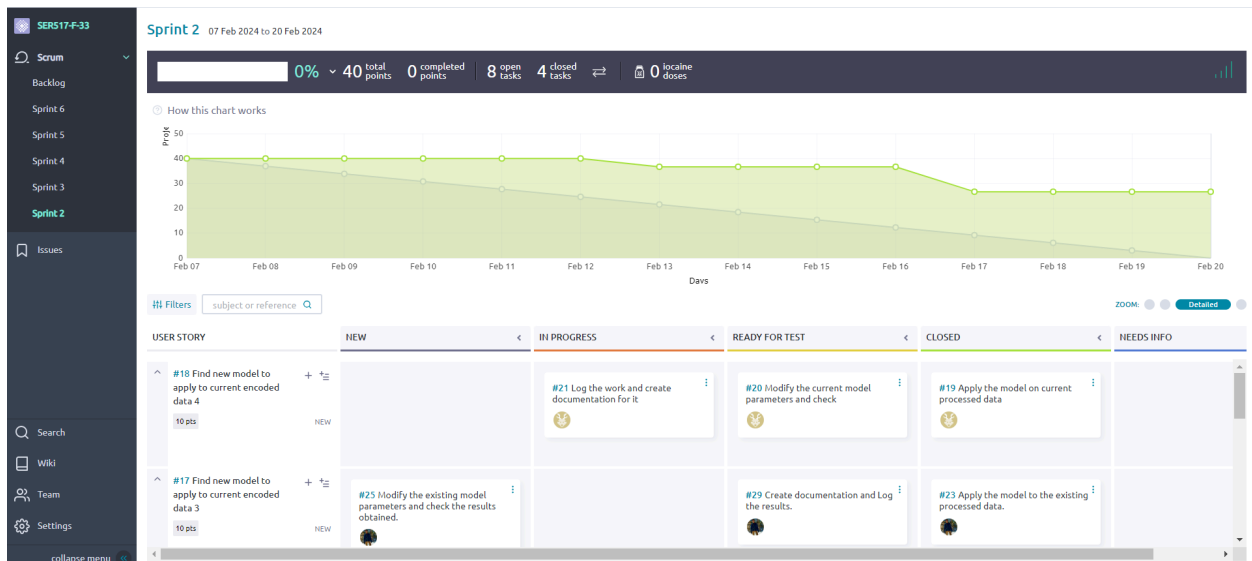 SER517-F-33
Scrum
Backlog
Sprint 6
Sprint 5
Sprint 4
Sprint 3
Sprint 2
Issues
Search
Wiki
Team
Settings
collapse menu
Sprint 2 07 Feb 2024 to 20 Feb 2024
0% 40 total points 0 completed points 8 open tasks 4 closed tasks 0 iocaine doses
How this chart works
50
40
30
20
10
0
Feb 07 Feb 08 Feb 09 Feb 10 Feb 11 Feb 12 Feb 13 Feb 14 Feb 15 Feb 16 Feb 17 Feb 18 Feb 19 Feb 20
Days
Filters subject or reference ZOOM: Detailed
USER STORY NEW IN PROGRESS READY FOR TEST CLOSED NEEDS INFO
#18 Find new model to
apply to current encoded
data 4
10 pts NEW
#21 Log the work and create
documentation for it
#20 Modify the current model
parameters and check
#19 Apply the model on current
processed data
#17 Find new model to
apply to current encoded
data 3
10 pts NEW
#25 Modify the existing model
parameters and check the results
obtained.
#29 Create documentation and Log
the results.
#23 Apply the model to the existing
processed data.